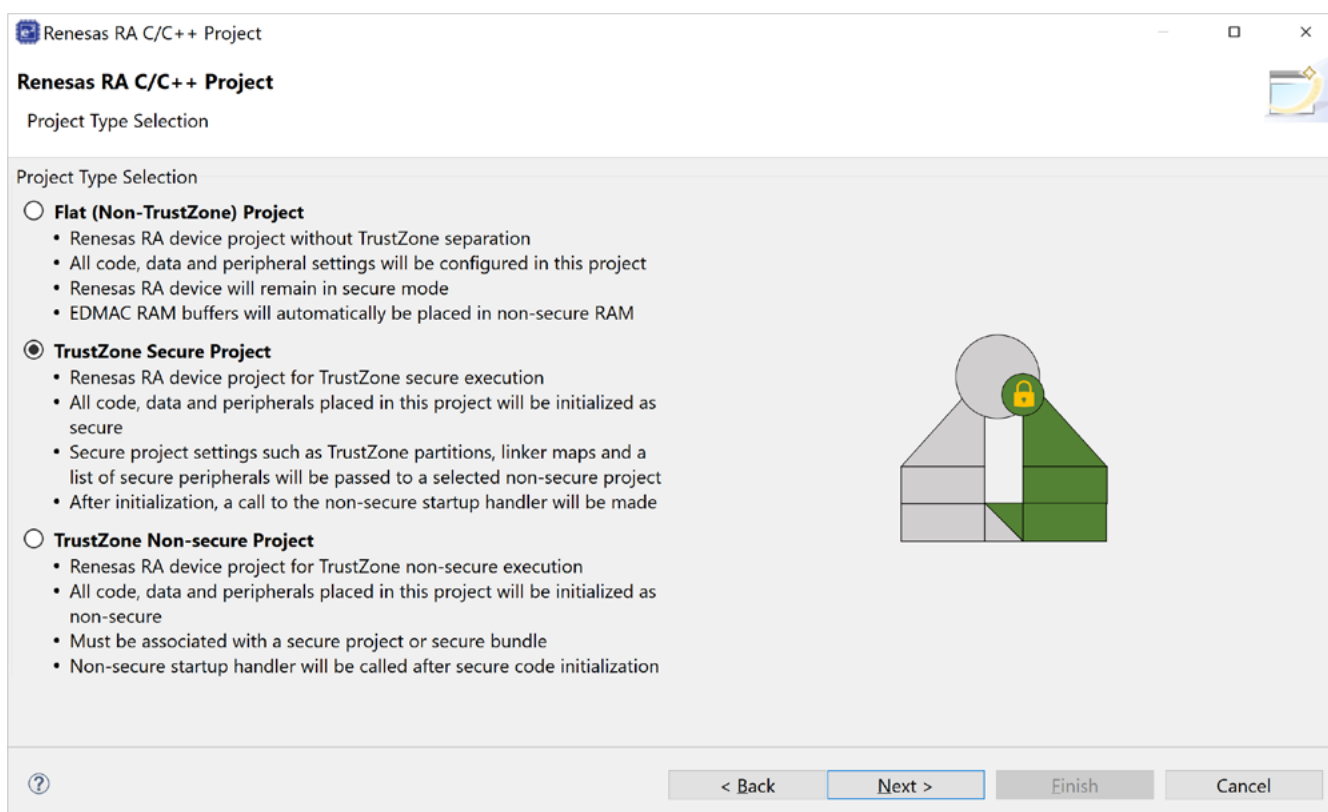 Renesas RA C/C++ Project
Renesas RA C/C++ Project
Project Type Selection
Project Type Selection
Flat (Non-TrustZone) Project
• Renesas RA device project without TrustZone separation
• All code, data and peripheral settings will be configured in this project
• Renesas RA device will remain in secure mode
• EDMAC RAM buffers will automatically be placed in non-secure RAM
TrustZone Secure Project
• Renesas RA device project for TrustZone secure execution
• All code, data and peripherals placed in this project will be initialized as
secure
• Secure project settings such as TrustZone partitions, linker maps and a
list of secure peripherals will be passed to a selected non-secure project
• After initialization, a call to the non-secure startup handler will be made
TrustZone Non-secure Project
• Renesas RA device project for TrustZone non-secure execution
• All code, data and peripherals placed in this project will be initialized as
non-secure
• Must be associated with a secure project or secure bundle
• Non-secure startup handler will be called after secure code initialization
? < Back Next > Finish Cancel